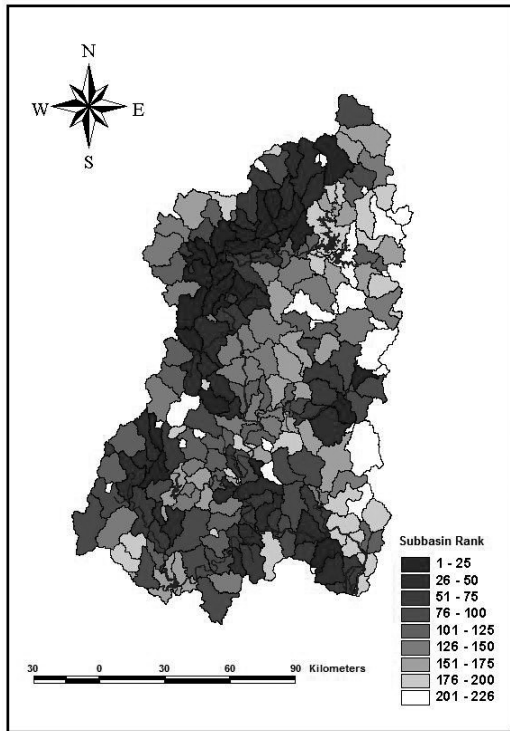 N
W E
S
Subbasin Rank
1 - 25
26 - 50
51 - 75
76 - 100
101 - 125
126 - 150
151 - 175
176 - 200
201 - 226
30 0 30 60 90 Kilometers